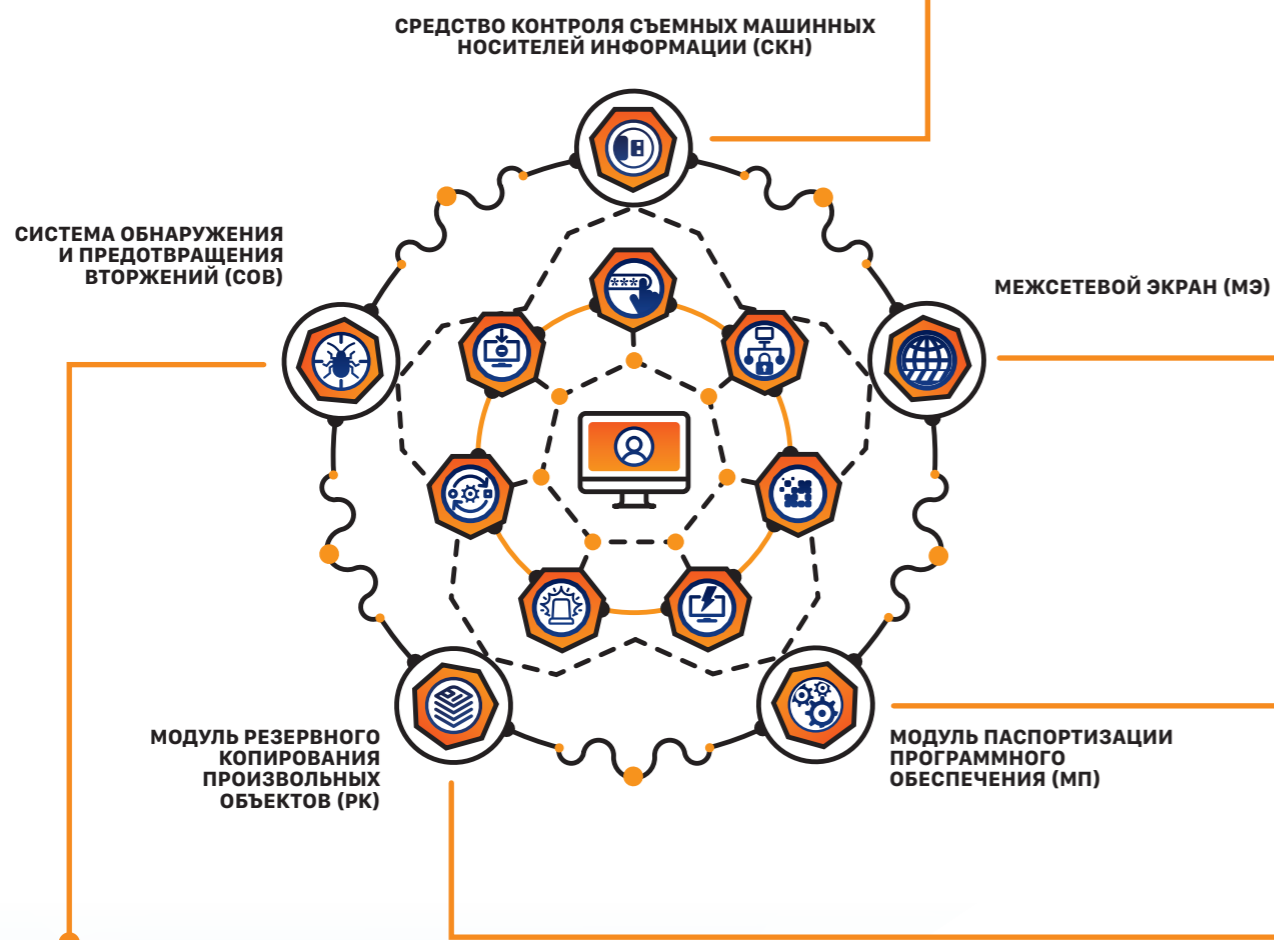 СРЕДСТВО КОНТРОЛЯ СЪЕМНЫХ МАШИННЫХ
НОСИТЕЛЕЙ ИНФОРМАЦИИ (СКН)
СИСТЕМА ОБНАРУЖЕНИЯ
И ПРЕДОТВРАЩЕНИЯ
ВТОРЖЕНИЙ (СОВ)
МЕЖСЕТЕВОЙ ЭКРАН (МЭ)
***
МОДУЛЬ РЕЗЕРВНОГО
КОПИРОВАНИЯ
ПРОИЗВОЛЬНЫХ
ОБЪЕКТОВ (РК)
МОДУЛЬ ПАСПОРТИЗАЦИИ
ПРОГРАММНОГО
ОБЕСПЕЧЕНИЯ (МП)